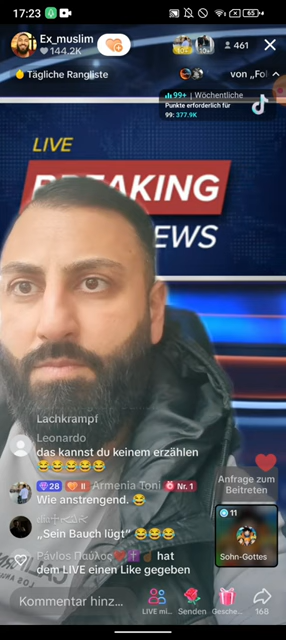 17:23
65
Ex_muslim
144.2K
461
Tägliche Rangliste
von „Fol
99+ | Wöchentliche
Punkte erforderlich für
99: 377.9K
LIVE
BREAKING
EWS
Lachkrampf
Leonardo
das kannst du keinem erzählen
😂😂😂😂😂
28 II Armenia Toni Nr. 1
Wie anstrengend. 😂
„Sein Bauch lügt“ 😂😂😂
Pávlos Παύλος hat
dem LIVE einen Like gegeben
Anfrage zum
Beitreten
11
Sohn-Gottes
Kommentar hinz...
LIVE mi...
Senden
Gesche...
168